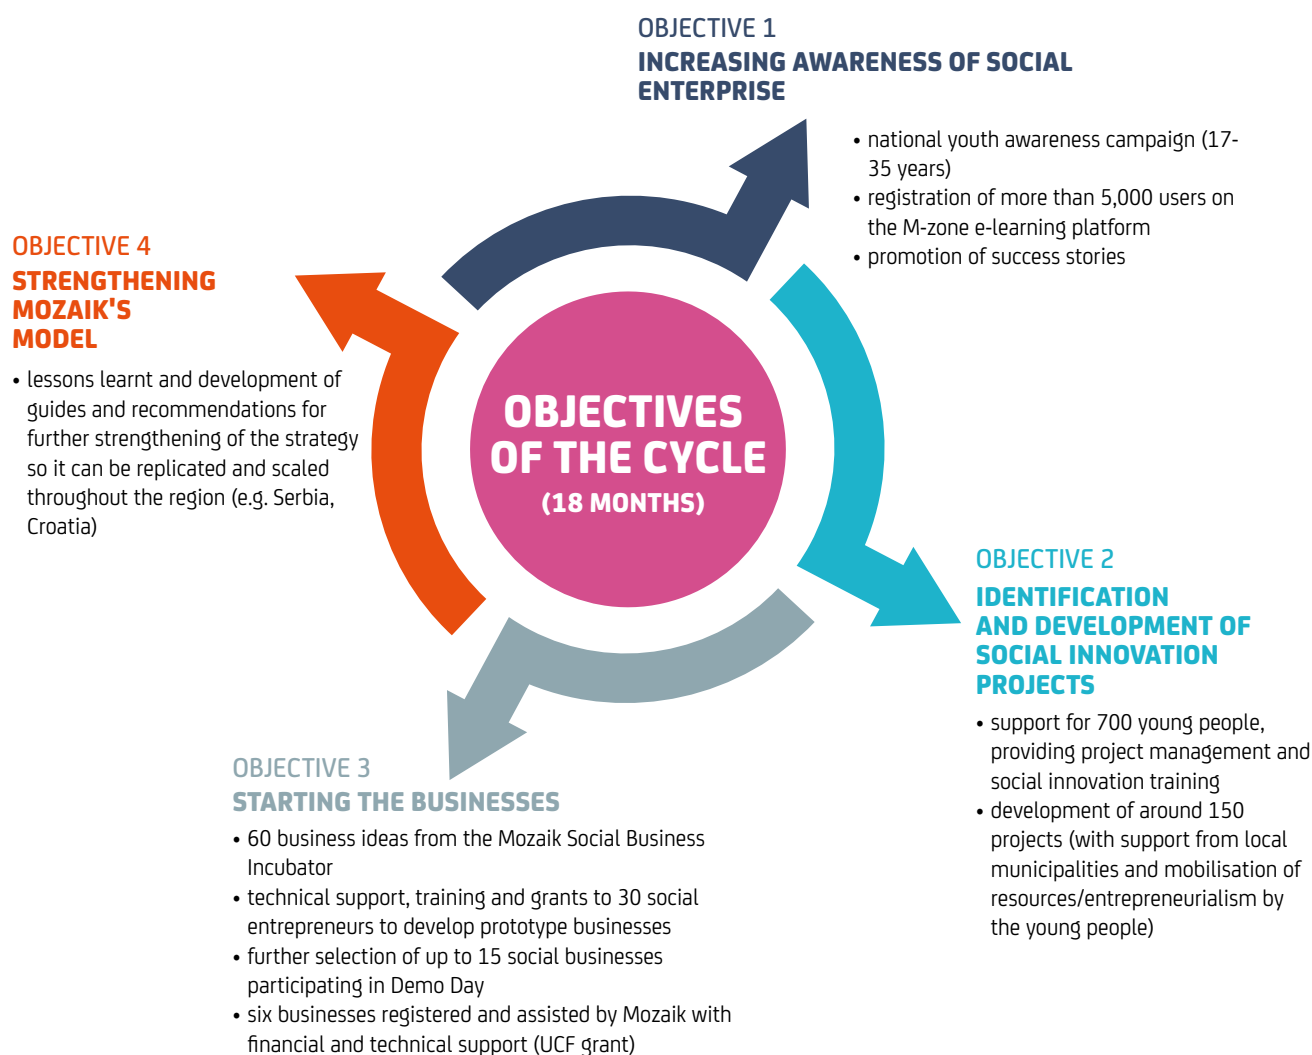 OBJECTIVE 1
INCREASING AWARENESS OF SOCIAL
ENTERPRISE
• national youth awareness campaign (17-
35 years)
• registration of more than 5,000 users on
the M-zone e-learning platform
• promotion of success stories
OBJECTIVE 4
STRENGTHENING
MOZAIK'S
MODEL
• lessons learnt and development of
guides and recommendations for
further strengthening of the strategy
so it can be replicated and scaled
throughout the region (e.g. Serbia,
Croatia)
OBJECTIVES
OF THE CYCLE
(18 MONTHS)
OBJECTIVE 2
IDENTIFICATION
AND DEVELOPMENT OF
SOCIAL INNOVATION
PROJECTS
• support for 700 young people,
providing project management and
social innovation training
• development of around 150
projects (with support from local
municipalities and mobilisation of
resources/entrepreneurialism by
the young people)
OBJECTIVE 3
STARTING THE BUSINESSES
• 60 business ideas from the Mozaik Social Business
Incubator
• technical support, training and grants to 30 social
entrepreneurs to develop prototype businesses
• further selection of up to 15 social businesses
participating in Demo Day
• six businesses registered and assisted by Mozaik with
financial and technical support (UCF grant)